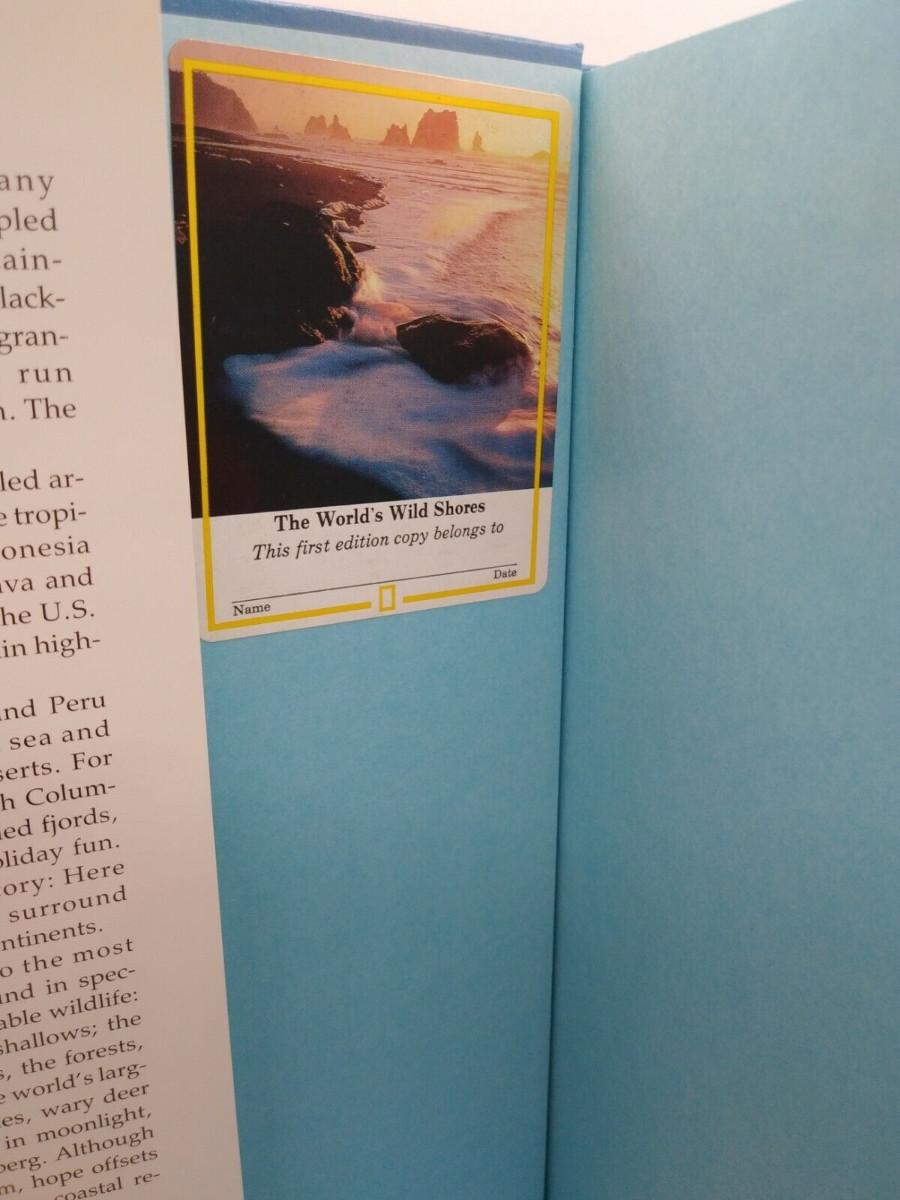 any
pled
ain-
lack-
gran-
run
n. The
led ar-
e tropi-
onesia
ava and
he U.S.
in high-
nd Peru
sea and
serts. For
h Colum-
ed fjords,
oliday fun.
ory: Here
surround
ntinents.
o the most
nd in spec-
able wildlife:
shallows; the
s, the forests,
e world's larg-
es, wary deer
in moonlight,
berg. Although
m, hope offsets
coastal re-
The World's Wild Shores
This first edition copy belongs to
Name Date